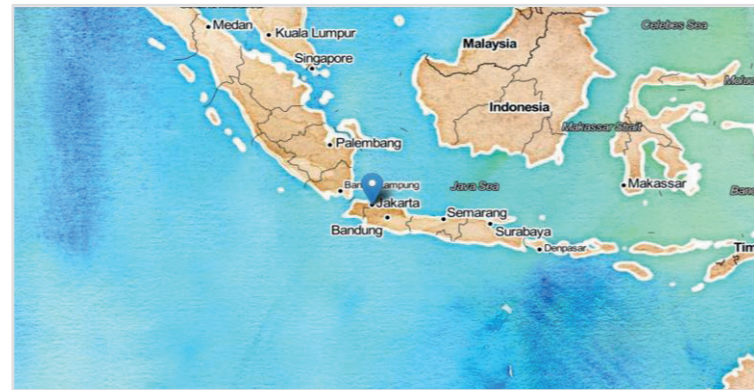 Celebes Sea
Medan
Kuala Lumpur
Malaysia
Singapore
Indonesia
Makassar Strait
Palembang
Java Sea
Makassar
Jakarta
Semarang
Bandung
Surabaya
Denpasar